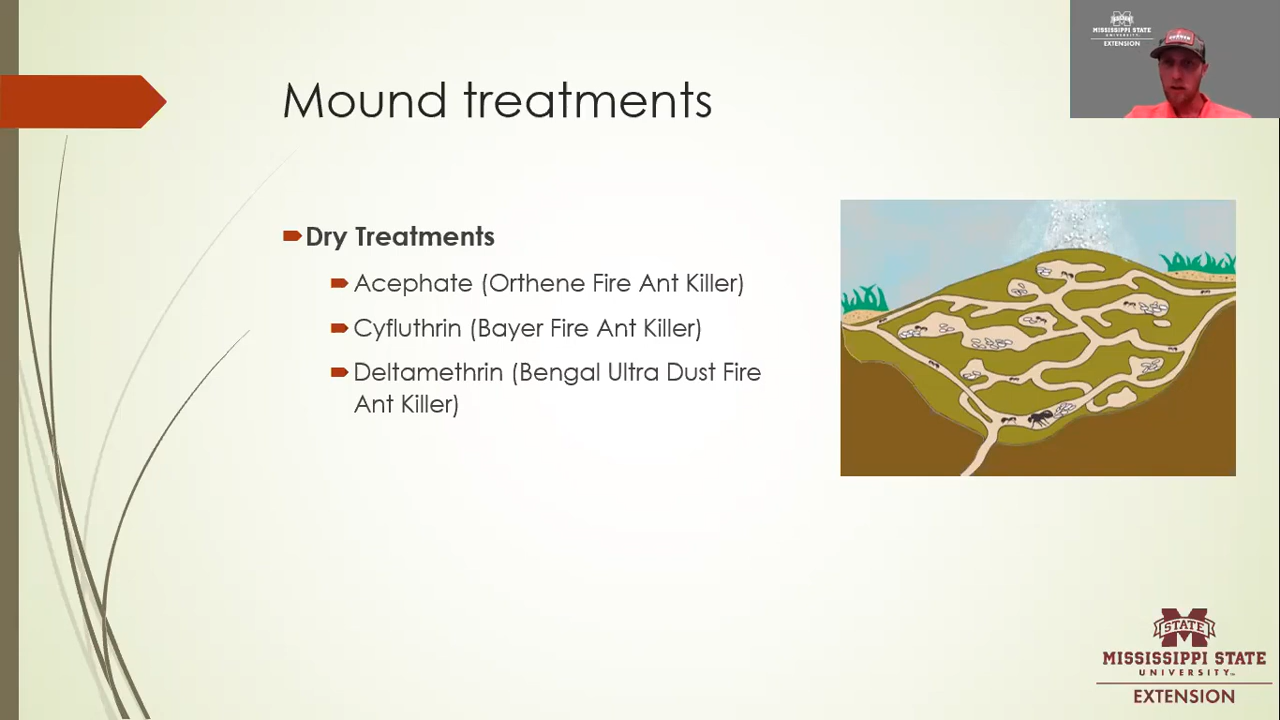 MISSISSIPPI STATE
UNIVERSITY
EXTENSION
Mound treatments
Dry Treatments
Acephate (Orthene Fire Ant Killer)
Cyfluthrin (Bayer Fire Ant Killer)
Deltamethrin (Bengal Ultra Dust Fire
Ant Killer)
STATE
MISSISSIPPI STATE
UNIVERSITY™
EXTENSION